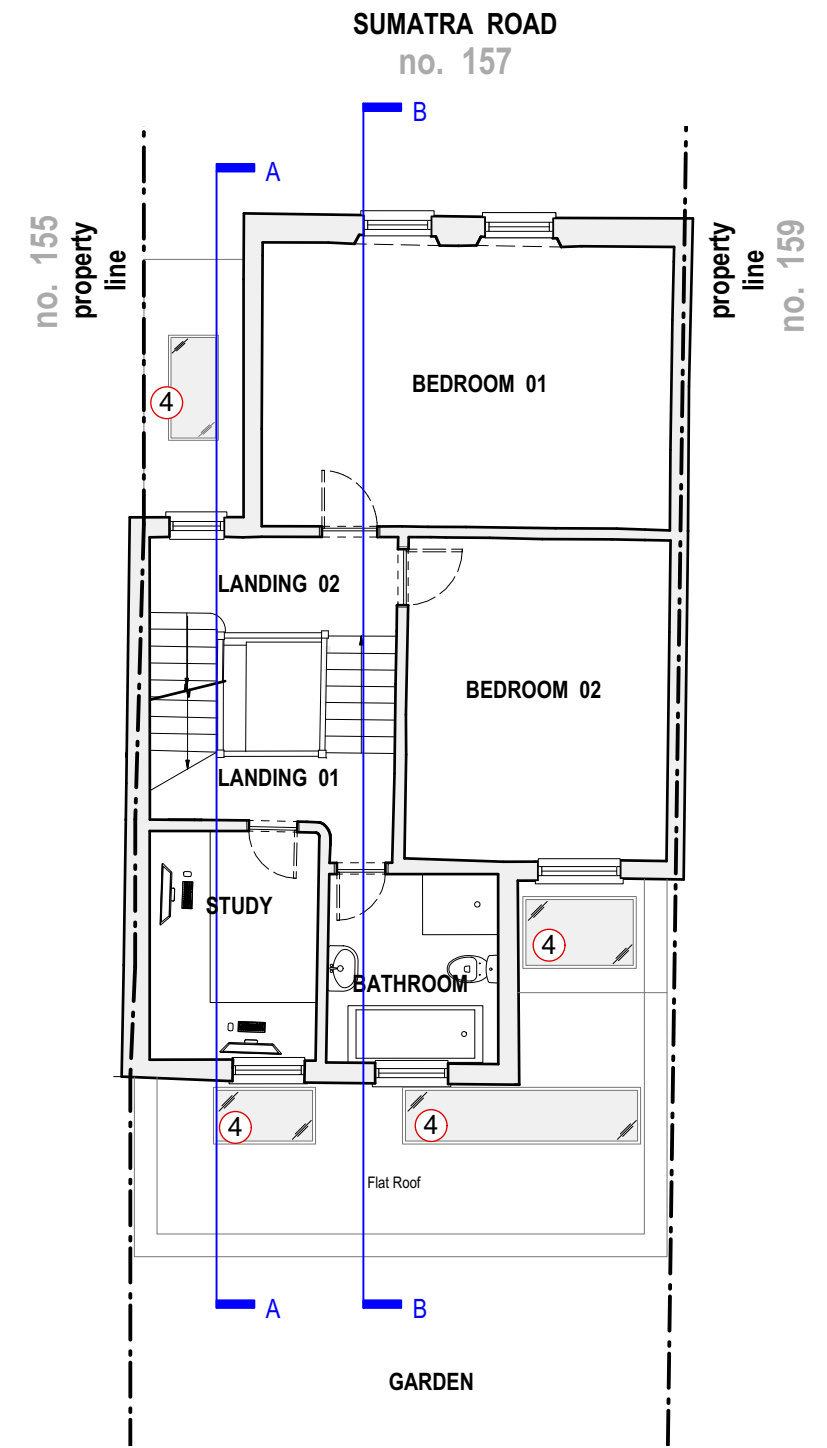 SUMATRA ROAD
no. 157
B
A
no. 155
property
line
property
line
no. 159
4
BEDROOM 01
LANDING 02
BEDROOM 02
LANDING 01
STUDY
4
BATHROOM
4
4
Flat Roof
A
B
GARDEN